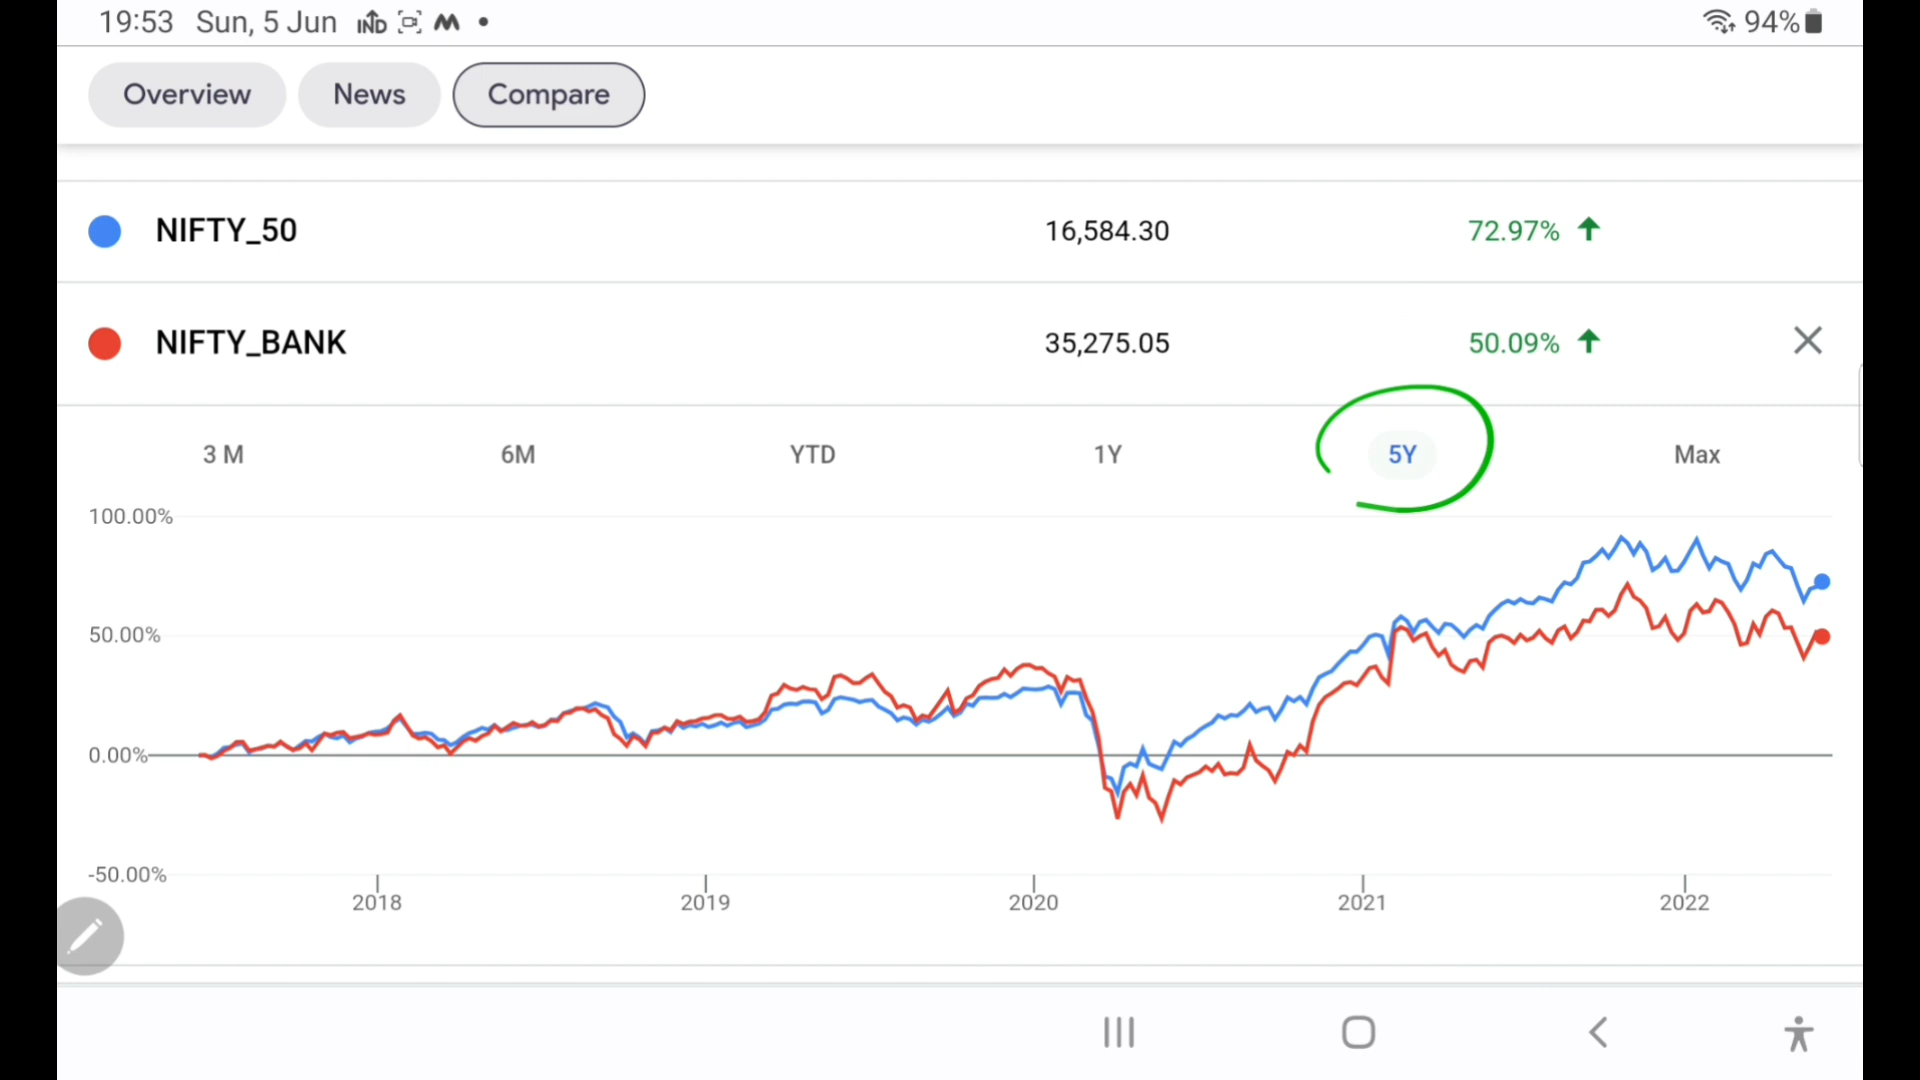 19:53 Sun, 5 Jun IND 94%
Overview News Compare
NIFTY_50 16,584.30 72.97%
NIFTY_BANK 35,275.05 50.09%
3 M 6M YTD 1Y 5Y Max
100.00%
50.00%
0.00%
-50.00%
2018 2019 2020 2021 2022